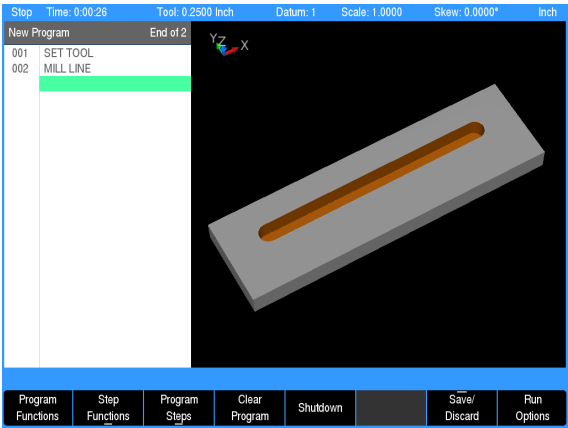 Stop Time: 0:00:26 Tool: 0.2500 Inch Datum: 1 Scale: 1.0000 Skew: 0.0000° Inch
New Program End of 2
001 SET TOOL
002 MILL LINE
Y Z X
Program Functions
Step Functions
Program Steps
Clear Program
Shutdown
Save/ Discard
Run Options